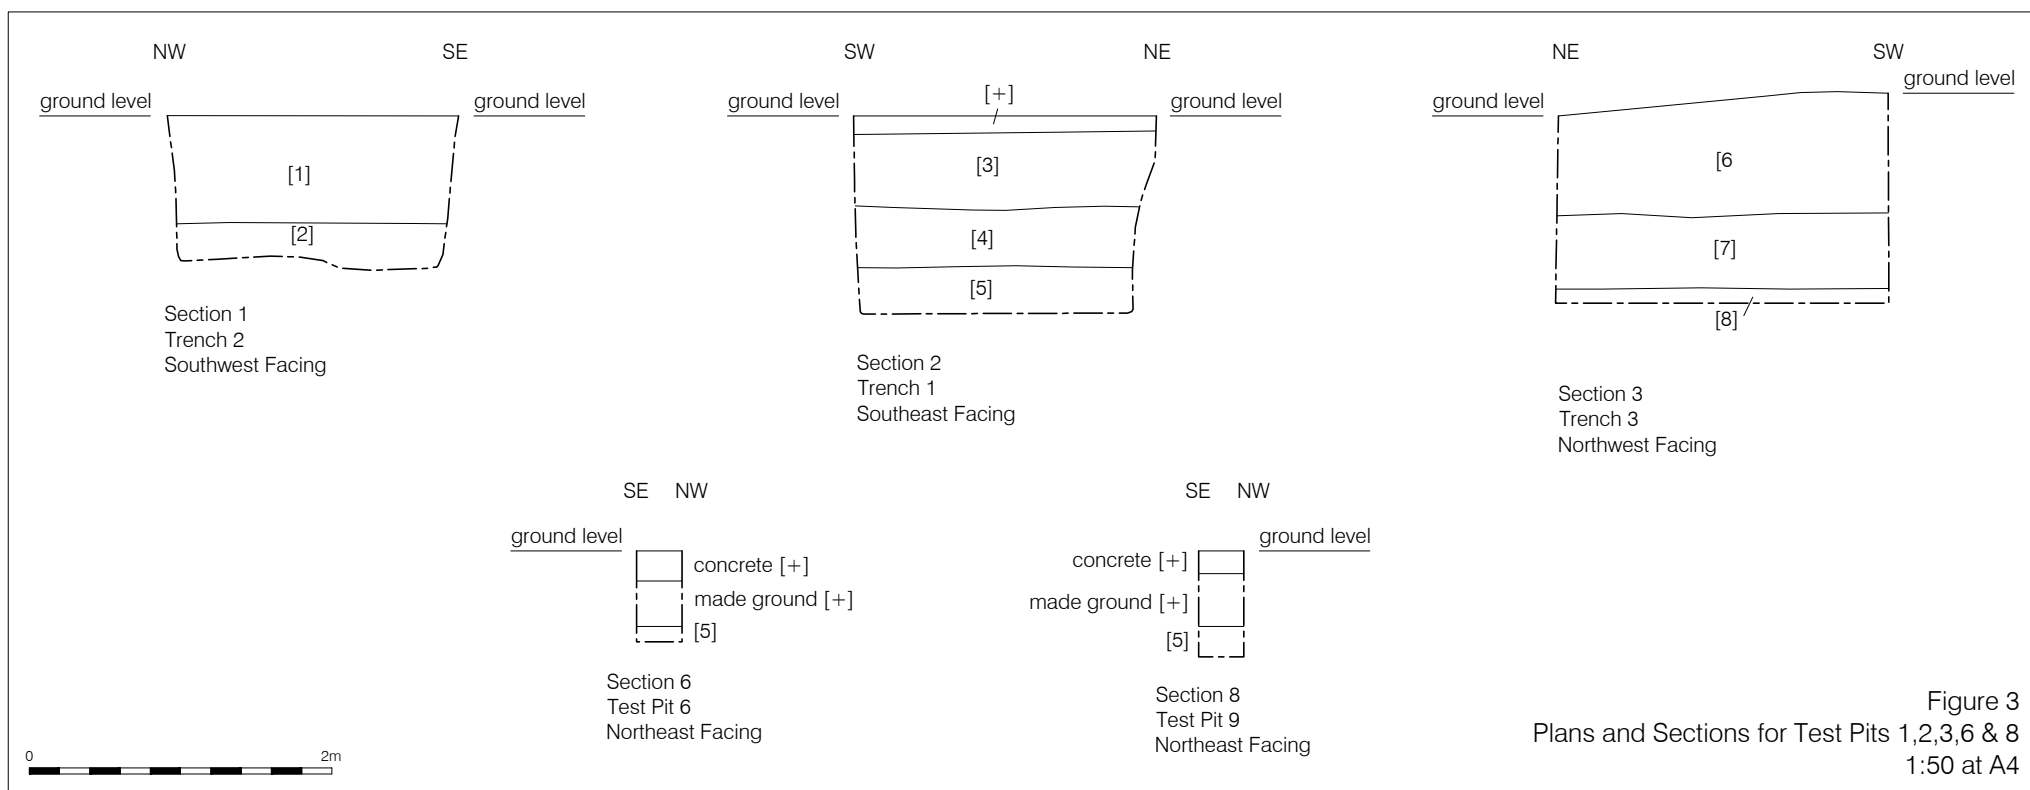 NW SE
ground level ground level
[1]
[2]
Section 1
Trench 2
Southwest Facing
SW NE
[+]
ground level ground level
[3]
[4]
[5]
Section 2
Trench 1
Southeast Facing
NE SW
ground level
ground level
[6
[7]
[8]
Section 3
Trench 3
Northwest Facing
SE NW
ground level
concrete [+]
made ground [+]
[5]
Section 6
Test Pit 6
Northeast Facing
SE NW
ground level
concrete [+]
made ground [+]
[5]
Section 8
Test Pit 9
Northeast Facing
0 2m
Figure 3
Plans and Sections for Test Pits 1,2,3,6 & 8
1:50 at A4